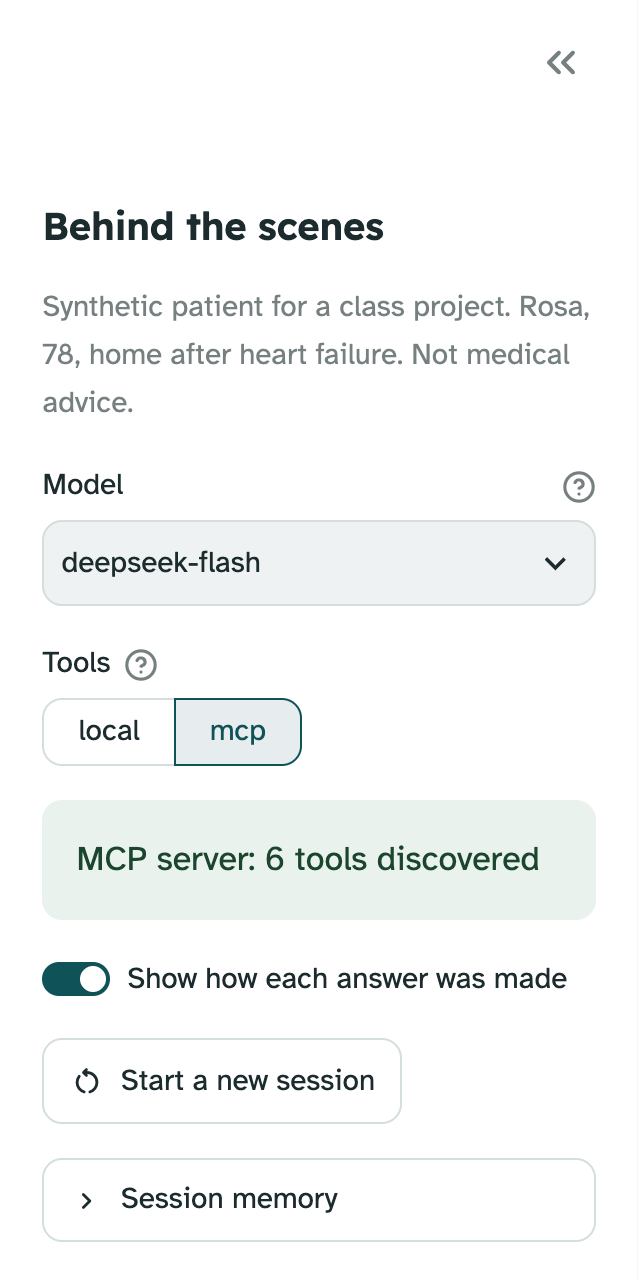 Behind the scenes
Synthetic patient for a class project. Rosa,
78, home after heart failure. Not medical
advice.
Model
deepseek-flash
Tools
local mcp
MCP server: 6 tools discovered
Show how each answer was made
Start a new session
Session memory